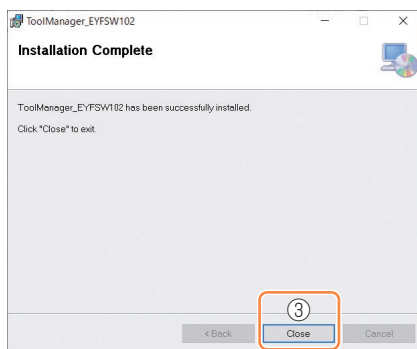 ToolManager_EYFSW102
Installation Complete
ToolManager_EYFSW102 has been successfully installed.
Click "Close" to exit.
③
< Back Close Cancel